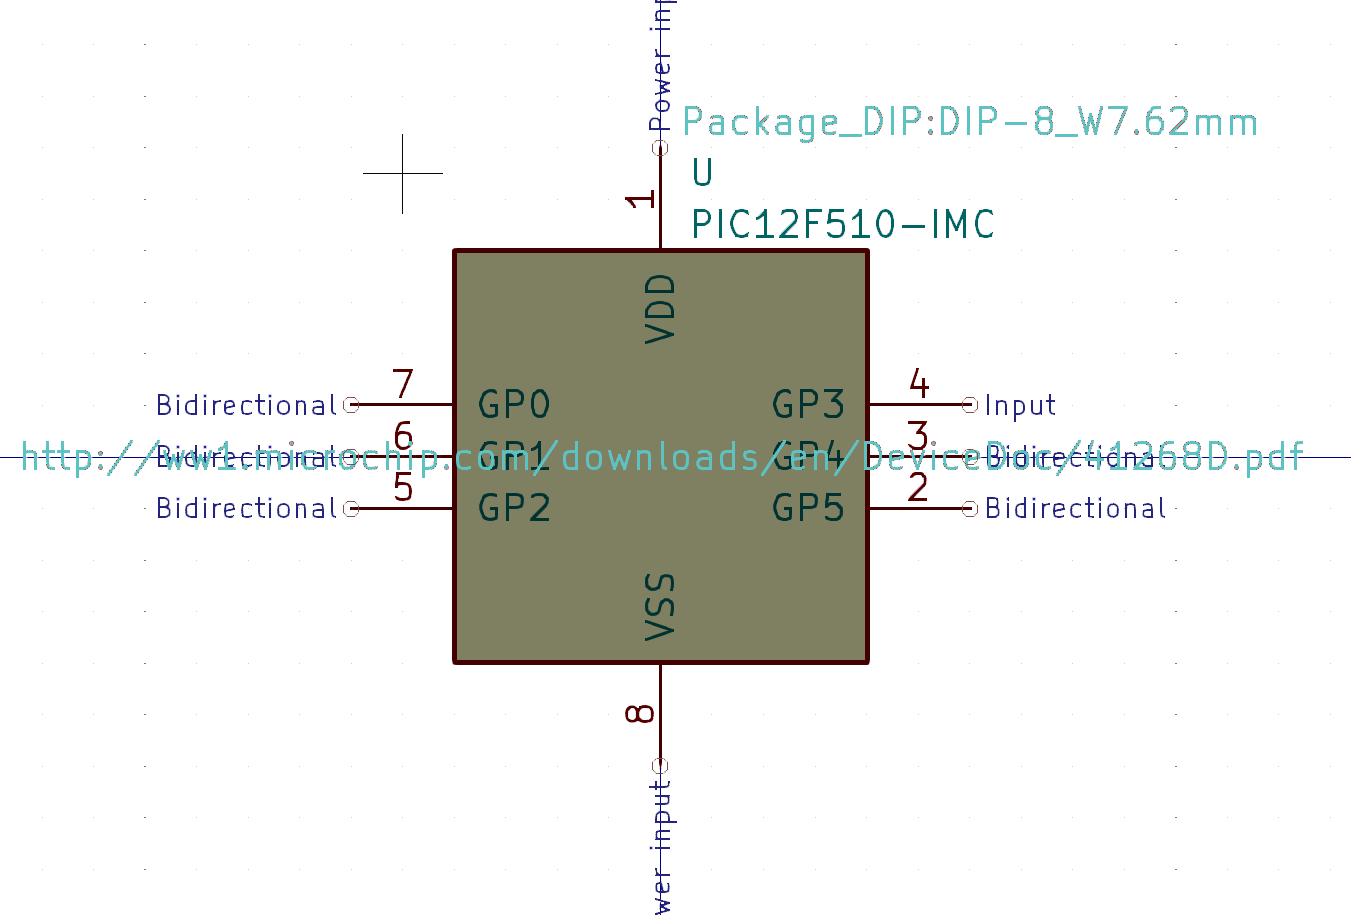 Power inp
Package_DIP:DIP-8_W7.62mm
U
1
PIC12F510-IMC
VDD
7
4
Bidirectional
GP0
GP3
Input
6
3
Bidirectional
GP1
GP4
Bidirectional
http://ww1.microchip.com/downloads/en/DeviceDoc/41268D.pdf
5
2
Bidirectional
GP2
GP5
Bidirectional
VSS
8
wer input